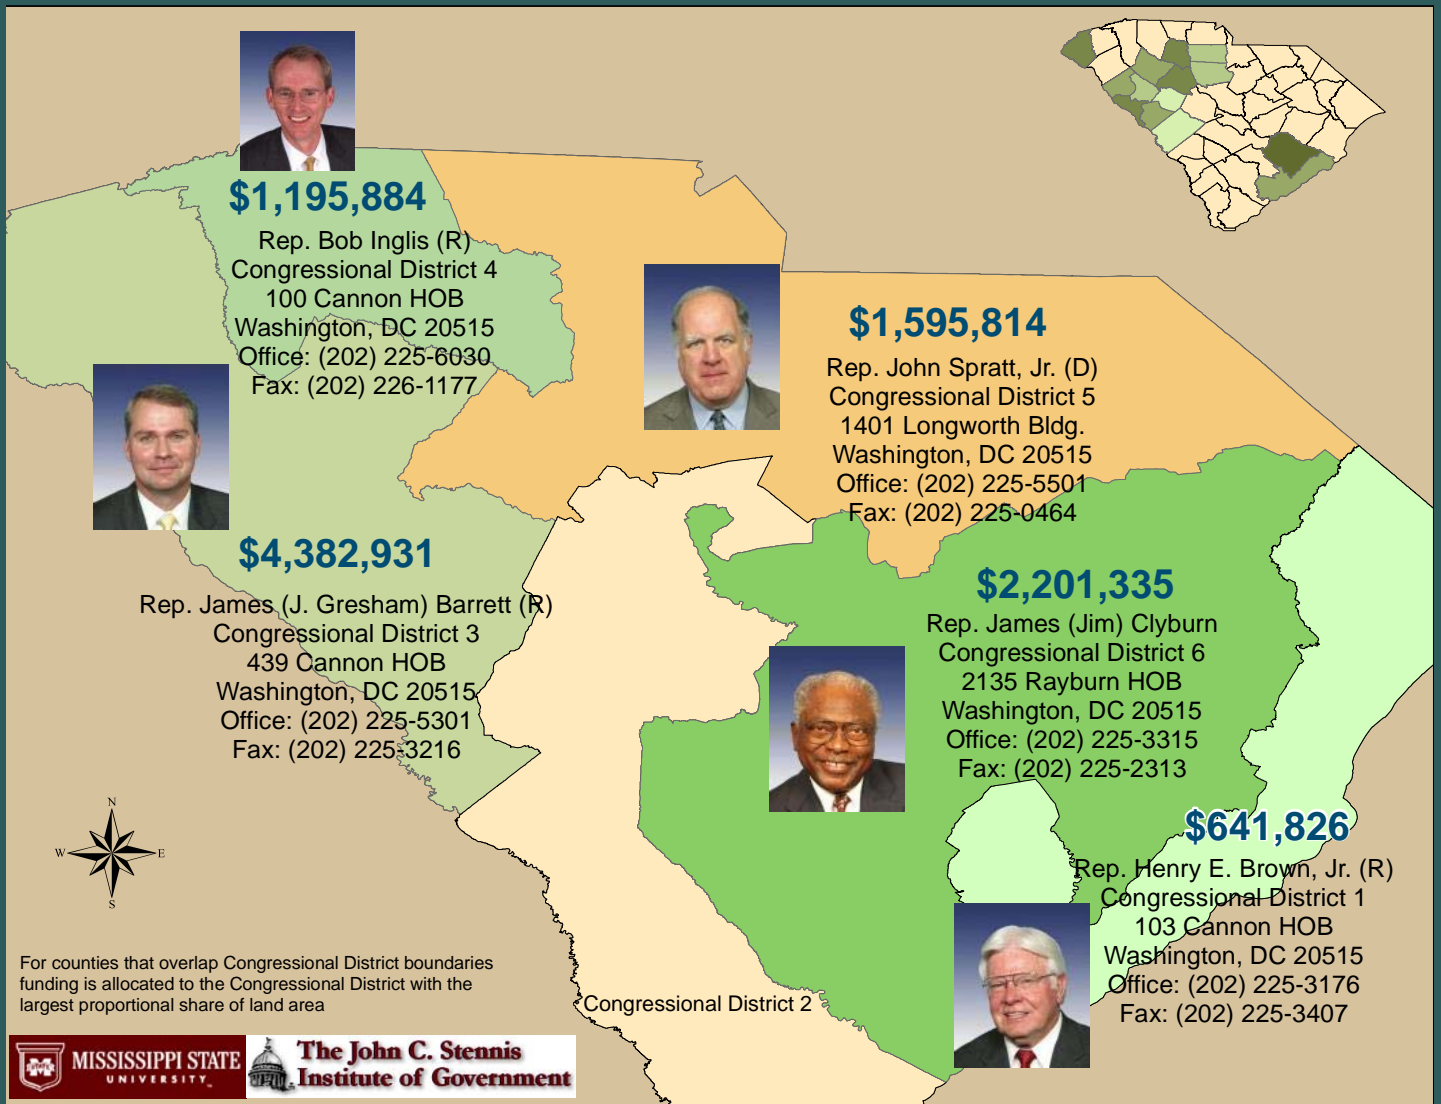 $1,195,884
Rep. Bob Inglis (R)
Congressional District 4
100 Cannon HOB
Washington, DC 20515
Office: (202) 225-6030
Fax: (202) 226-1177
$1,595,814
Rep. John Spratt, Jr. (D)
Congressional District 5
1401 Longworth Bldg.
Washington, DC 20515
Office: (202) 225-5501
Fax: (202) 225-0464
$4,382,931
Rep. James (J. Gresham) Barrett (R)
Congressional District 3
439 Cannon HOB
Washington, DC 20515
Office: (202) 225-5301
Fax: (202) 225-3216
$2,201,335
Rep. James (Jim) Clyburn
Congressional District 6
2135 Rayburn HOB
Washington, DC 20515
Office: (202) 225-3315
Fax: (202) 225-2313
$641,826
Rep. Henry E. Brown, Jr. (R)
Congressional District 1
103 Cannon HOB
Washington, DC 20515
Office: (202) 225-3176
Fax: (202) 225-3407
N
W E
S
For counties that overlap Congressional District boundaries
funding is allocated to the Congressional District with the
largest proportional share of land area
Congressional District 2
MISSISSIPPI STATE
UNIVERSITY™
The John C. Stennis
Institute of Government